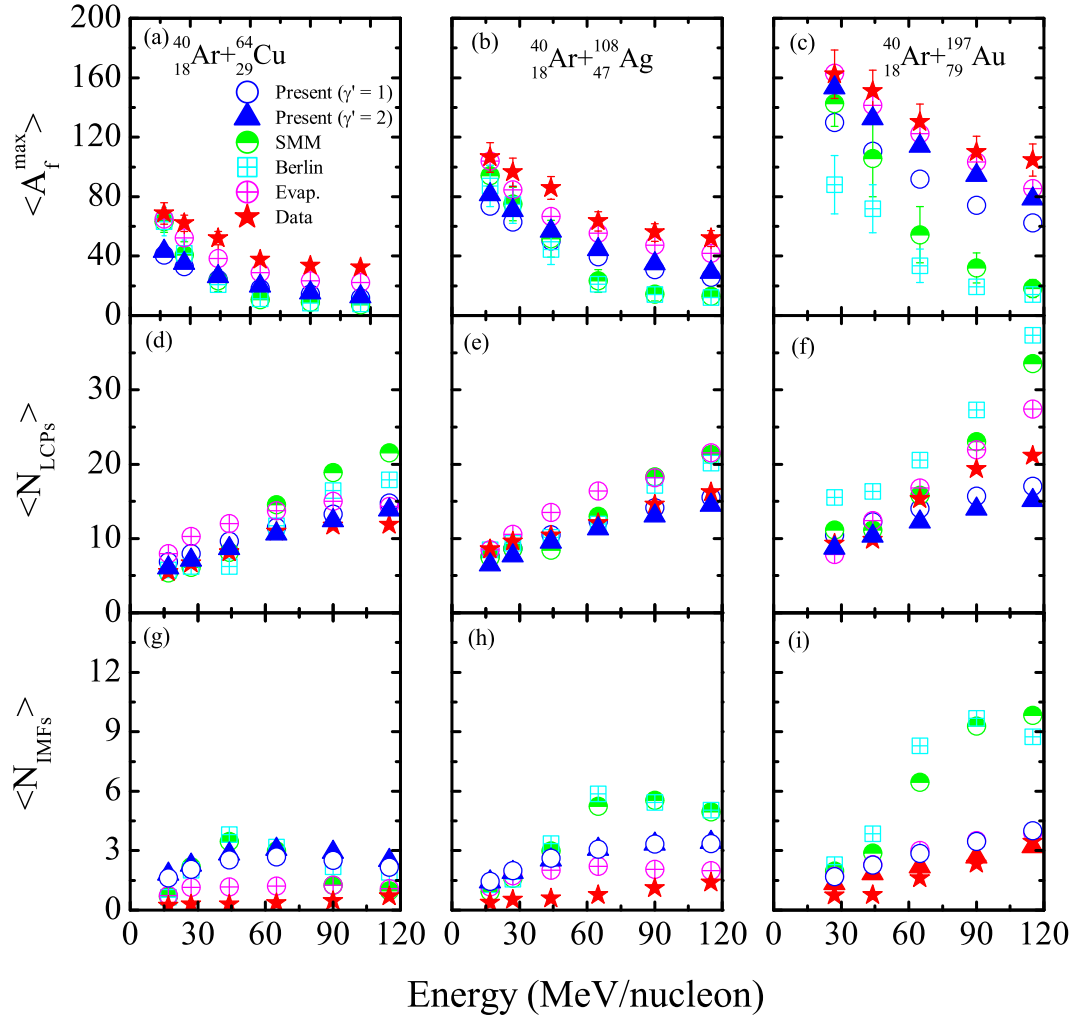 (a) ⁴⁰₁₈Ar+⁶⁴₂₉Cu
(b) ⁴⁰₁₈Ar+¹⁰⁸₄₇Ag
(c) ⁴⁰₁₈Ar+¹⁹⁷₇₉Au
Present (γ' = 1)
Present (γ' = 2)
SMM
Berlin
Evap.
Data
<A_f^max>
200
160
120
80
40
0
(d)
(e)
(f)
<N_LCPs>
30
20
10
0
(g)
(h)
(i)
<N_IMFs>
12
9
6
3
0
0 30 60 90 120
0 30 60 90 120
0 30 60 90 120
Energy (MeV/nucleon)